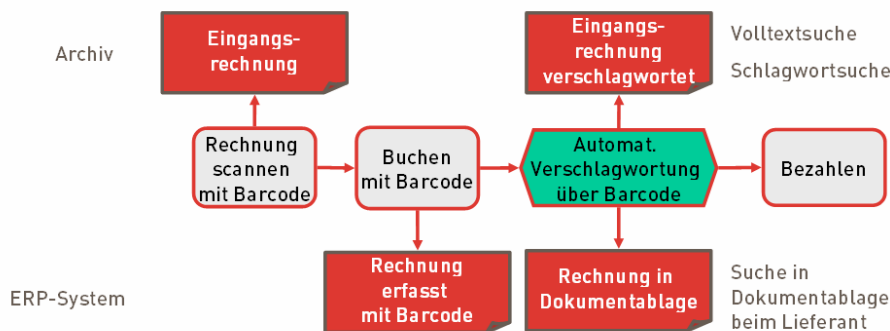 Archiv
Eingangs-
rechnung
Eingangs-
rechnung
verschlagwortet
Volltextsuche
Schlagwortsuche
Rechnung
scannen
mit Barcode
Buchen
mit Barcode
Automat.
Verschlagwortung
über Barcode
Bezahlen
ERP-System
Rechnung
erfasst
mit Barcode
Rechnung in
Dokumentablage
Suche in
Dokumentablage
beim Lieferant